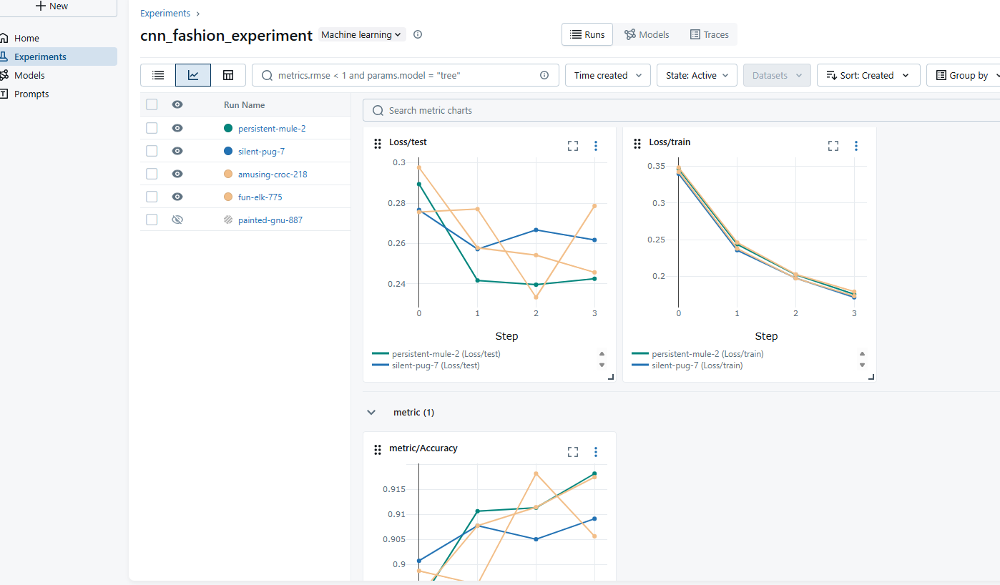 New
Home
Experiments
Models
Prompts
Experiments
cnn_fashion_experiment Machine learning
Runs Models Traces
metrics.rmse < 1 and params.model = "tree" Time created State: Active Datasets Sort: Created Group by
Run Name
persistent-mule-2
silent-pug-7
amusing-croc-218
fun-elk-775
painted-gnu-887
Search metric charts
Loss/test
0.3
0.28
0.26
0.24
0 1 2 3
Step
persistent-mule-2 (Loss/test)
silent-pug-7 (Loss/test)
Loss/train
0.35
0.3
0.25
0.2
0 1 2 3
Step
persistent-mule-2 (Loss/train)
silent-pug-7 (Loss/train)
metric (1)
metric/Accuracy
0.915
0.91
0.905
0.9